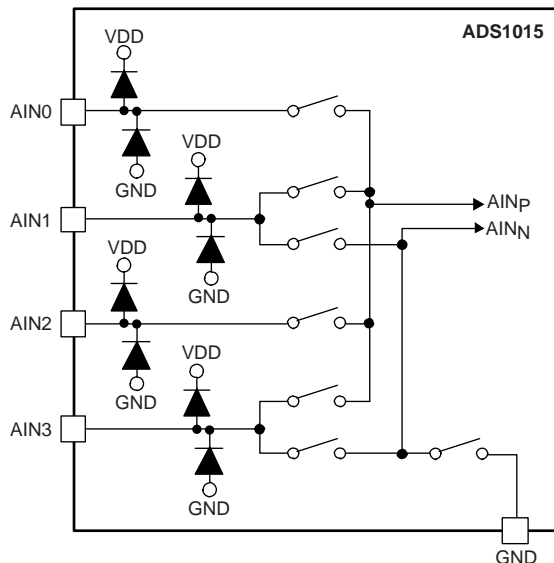 ADS1015
VDD
AIN0
VDD
GND
AIN1
AINP
AINN
VDD
GND
AIN2
VDD
GND
AIN3
GND
GND